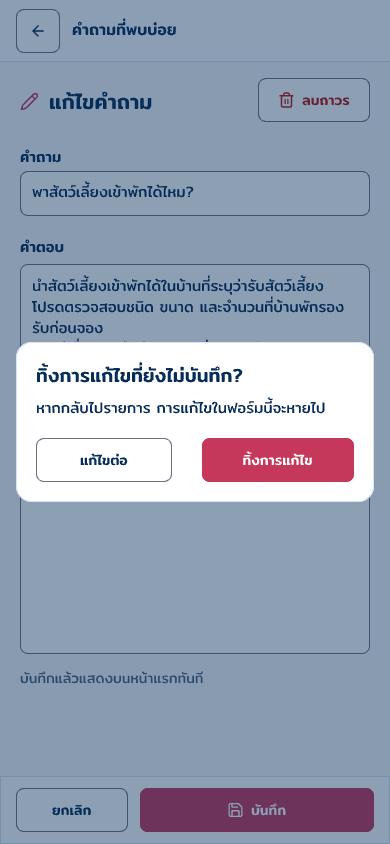 คำถามที่พบบ่อย
แก้ไขคำถาม
ลบถาวร
คำถาม
พาสัตว์เลี้ยงเข้าพักได้ไหม?
คำตอบ
นำสัตว์เลี้ยงเข้าพักได้ในบ้านที่ระบุว่ารับสัตว์เลี้ยง
โปรดตรวจสอบชนิด ขนาด และจำนวนที่บ้านพักรอง
รับก่อนจอง
ทิ้งการแก้ไขที่ยังไม่บันทึก?
หากกลับไปรายการ การแก้ไขในฟอร์มนี้จะหายไป
แก้ไขต่อ
ทิ้งการแก้ไข
บันทึกแล้วแสดงบนหน้าแรกทันที
ยกเลิก
บันทึก